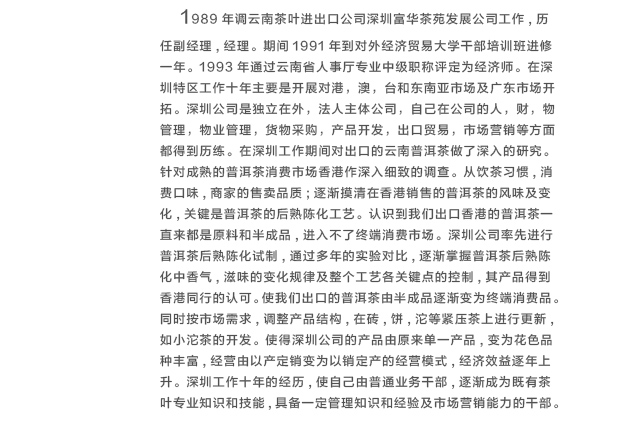 1989 年调云南茶叶进出口公司深圳富华茶苑发展公司工作，历
任副经理，经理。期间 1991 年到对外经济贸易大学干部培训班进修
一年。1993 年通过云南省人事厅专业中级职称评定为经济师。在深
圳特区工作十年主要是开展对港，澳，台和东南亚市场及广东市场开
拓。深圳公司是独立在外，法人主体公司，自己在公司的人，财，物
管理，物业管理，货物采购，产品开发，出口贸易，市场营销等方面
都得到历练。在深圳工作期间对出口的云南普洱茶做了深入的研究。
针对成熟的普洱茶消费市场香港作深入细致的调查。从饮茶习惯，消
费口味，商家的售卖品质；逐渐摸清在香港销售的普洱茶的风味及变
化，关键是普洱茶的后熟陈化工艺。认识到我们出口香港的普洱茶一
直来都是原料和半成品，进入不了终端消费市场。深圳公司率先进行
普洱茶后熟陈化试制，通过多年的实验对比，逐渐掌握普洱茶后熟陈
化中香气，滋味的变化规律及整个工艺各关键点的控制，其产品得到
香港同行的认可。使我们出口的普洱茶由半成品逐渐变为终端消费品。
同时按市场需求，调整产品结构，在砖，饼，沱等紧压茶上进行更新，
如小沱茶的开发。使得深圳公司的产品由原来单一产品，变为花色品
种丰富，经营由以产定销变为以销定产的经营模式，经济效益逐年上
升。深圳工作十年的经历，使自己由普通业务干部，逐渐成为既有茶
叶专业知识和技能，具备一定管理知识和经验及市场营销能力的干部。